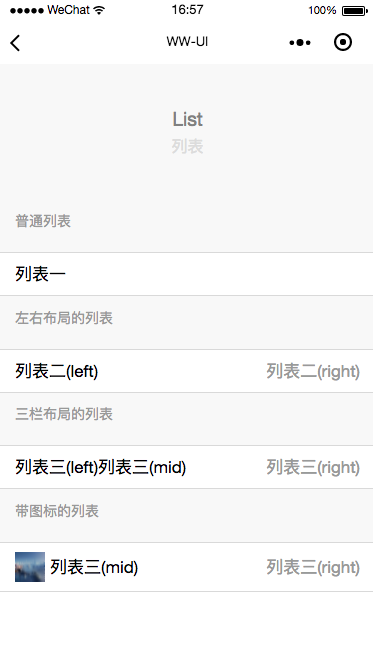 WeChat 16:57 100%
WW-UI
List
列表
普通列表
列表一
左右布局的列表
列表二(left) 列表二(right)
三栏布局的列表
列表三(left)列表三(mid) 列表三(right)
带图标的列表
列表三(mid) 列表三(right)